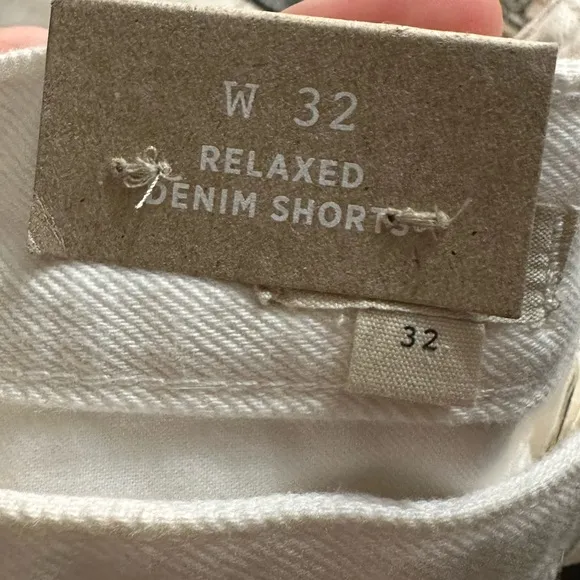 W 32
RELAXED
DENIM SHORTS
32